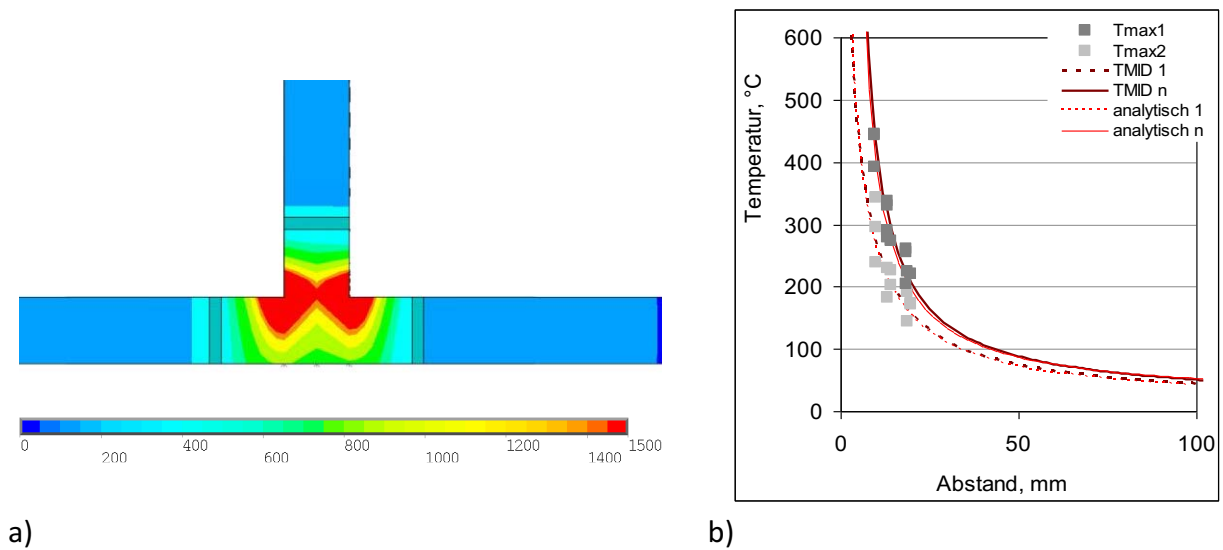 600
500
400
300
200
100
0
Temperatur, °C
Tmax1
Tmax2
TMID 1
TMID n
analytisch 1
analytisch n
0 50 100
Abstand, mm
0 400 600 800 1000 1200 1500
200 1400
a)
b)